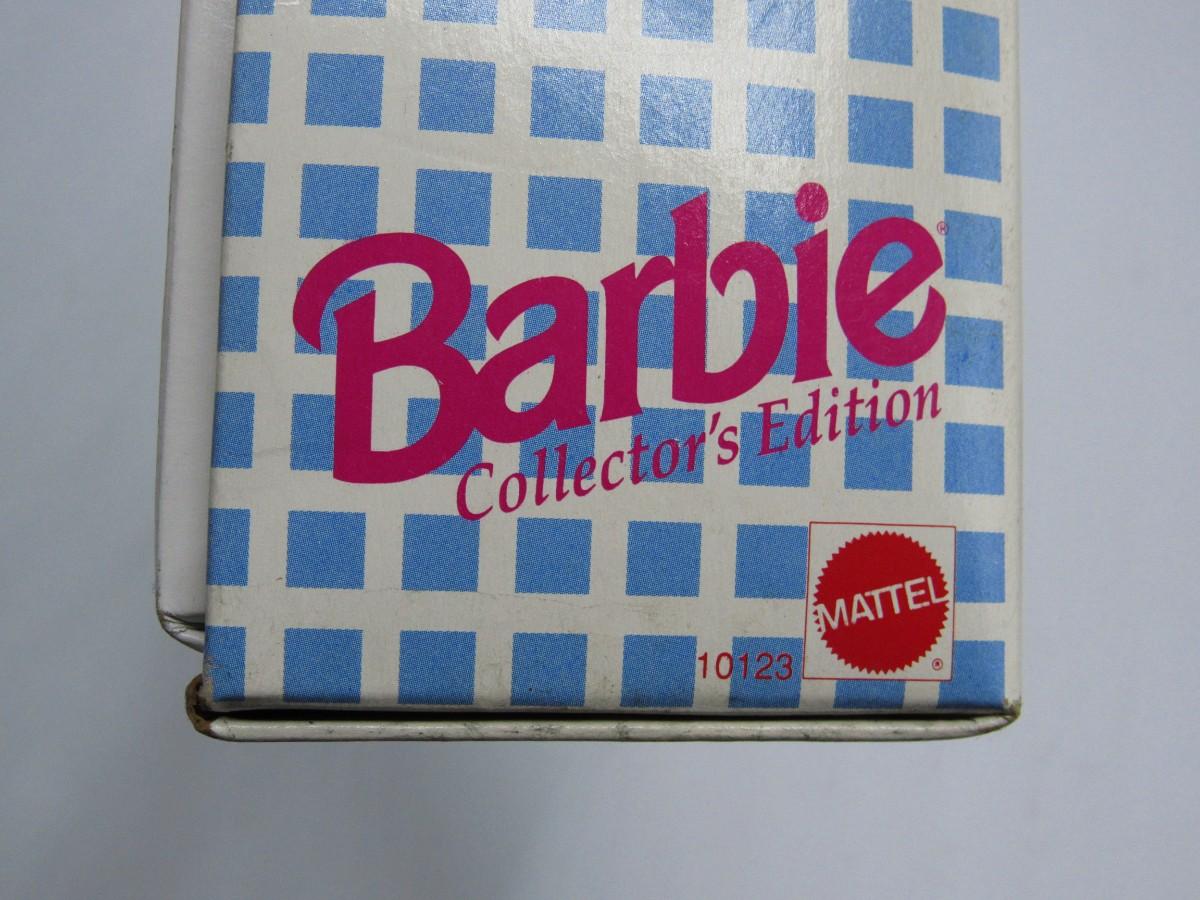 Barbie®
Collector's Edition
MATTEL
®
10123